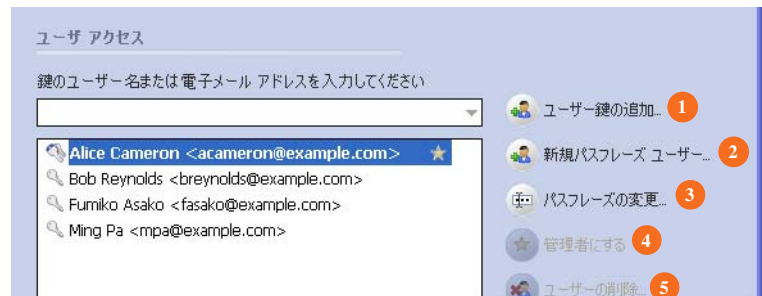 ユーザ アクセス
鍵のユーザー名または電子メール アドレスを入力してください
Alice Cameron <acameron@example.com>
Bob Reynolds <breynolds@example.com>
Fumiko Asako <fasako@example.com>
Ming Pa <mpa@example.com>
ユーザー鍵の追加... 1
新規パスフレーズ ユーザー... 2
パスフレーズの変更... 3
管理者にする 4
ユーザーの削除... 5